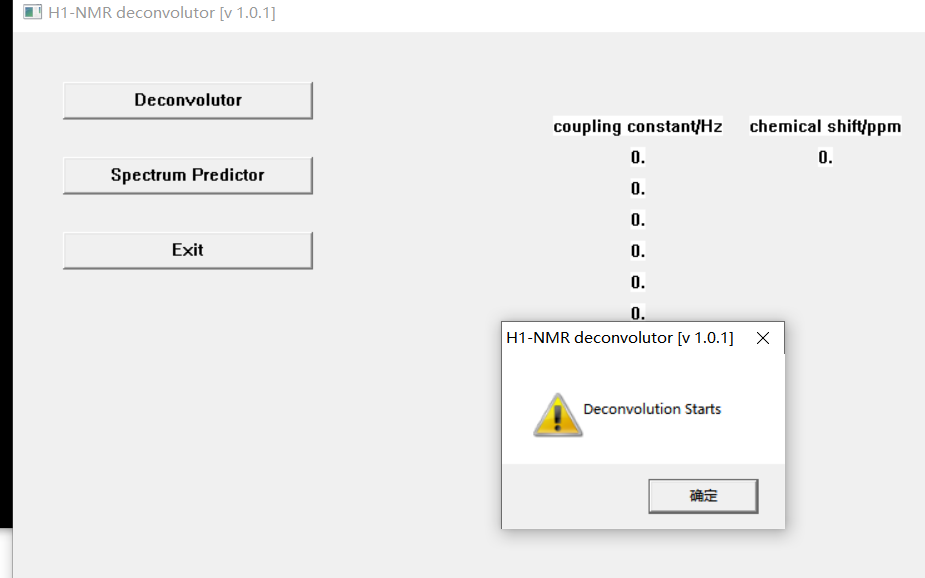 H1-NMR deconvolutor [v 1.0.1]
Deconvolutor
Spectrum Predictor
Exit
coupling constant/Hz chemical shift/ppm
0. 0.
0.
0.
0.
0.
0.
H1-NMR deconvolutor [v 1.0.1]
Deconvolution Starts
确定